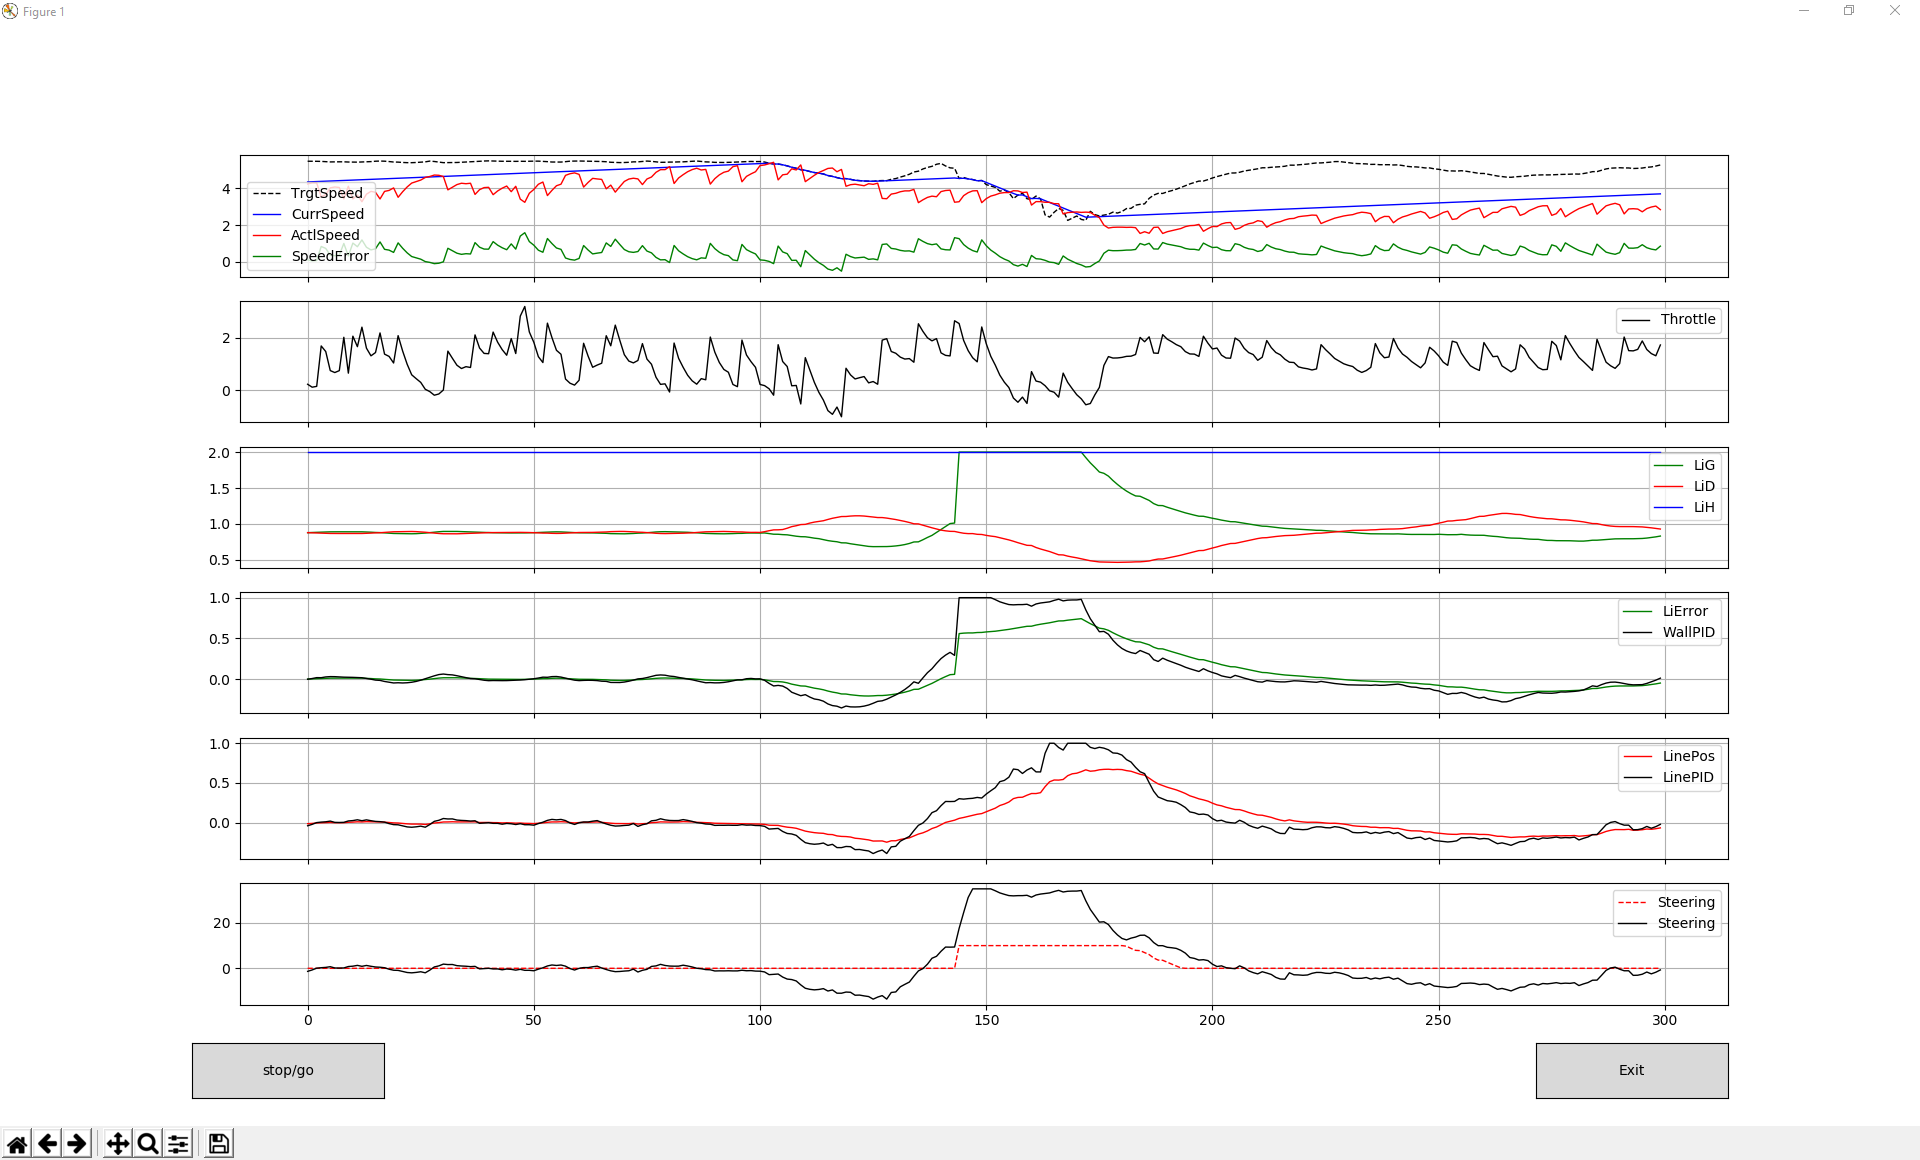 Figure 1
4
2
0
TrgtSpeed
CurrSpeed
ActlSpeed
SpeedError
2
0
Throttle
2.0
1.5
1.0
0.5
LiG
LiD
LiH
1.0
0.5
0.0
LiError
WallPID
1.0
0.5
0.0
LinePos
LinePID
20
0
Steering
Steering
0 50 100 150 200 250 300
stop/go Exit